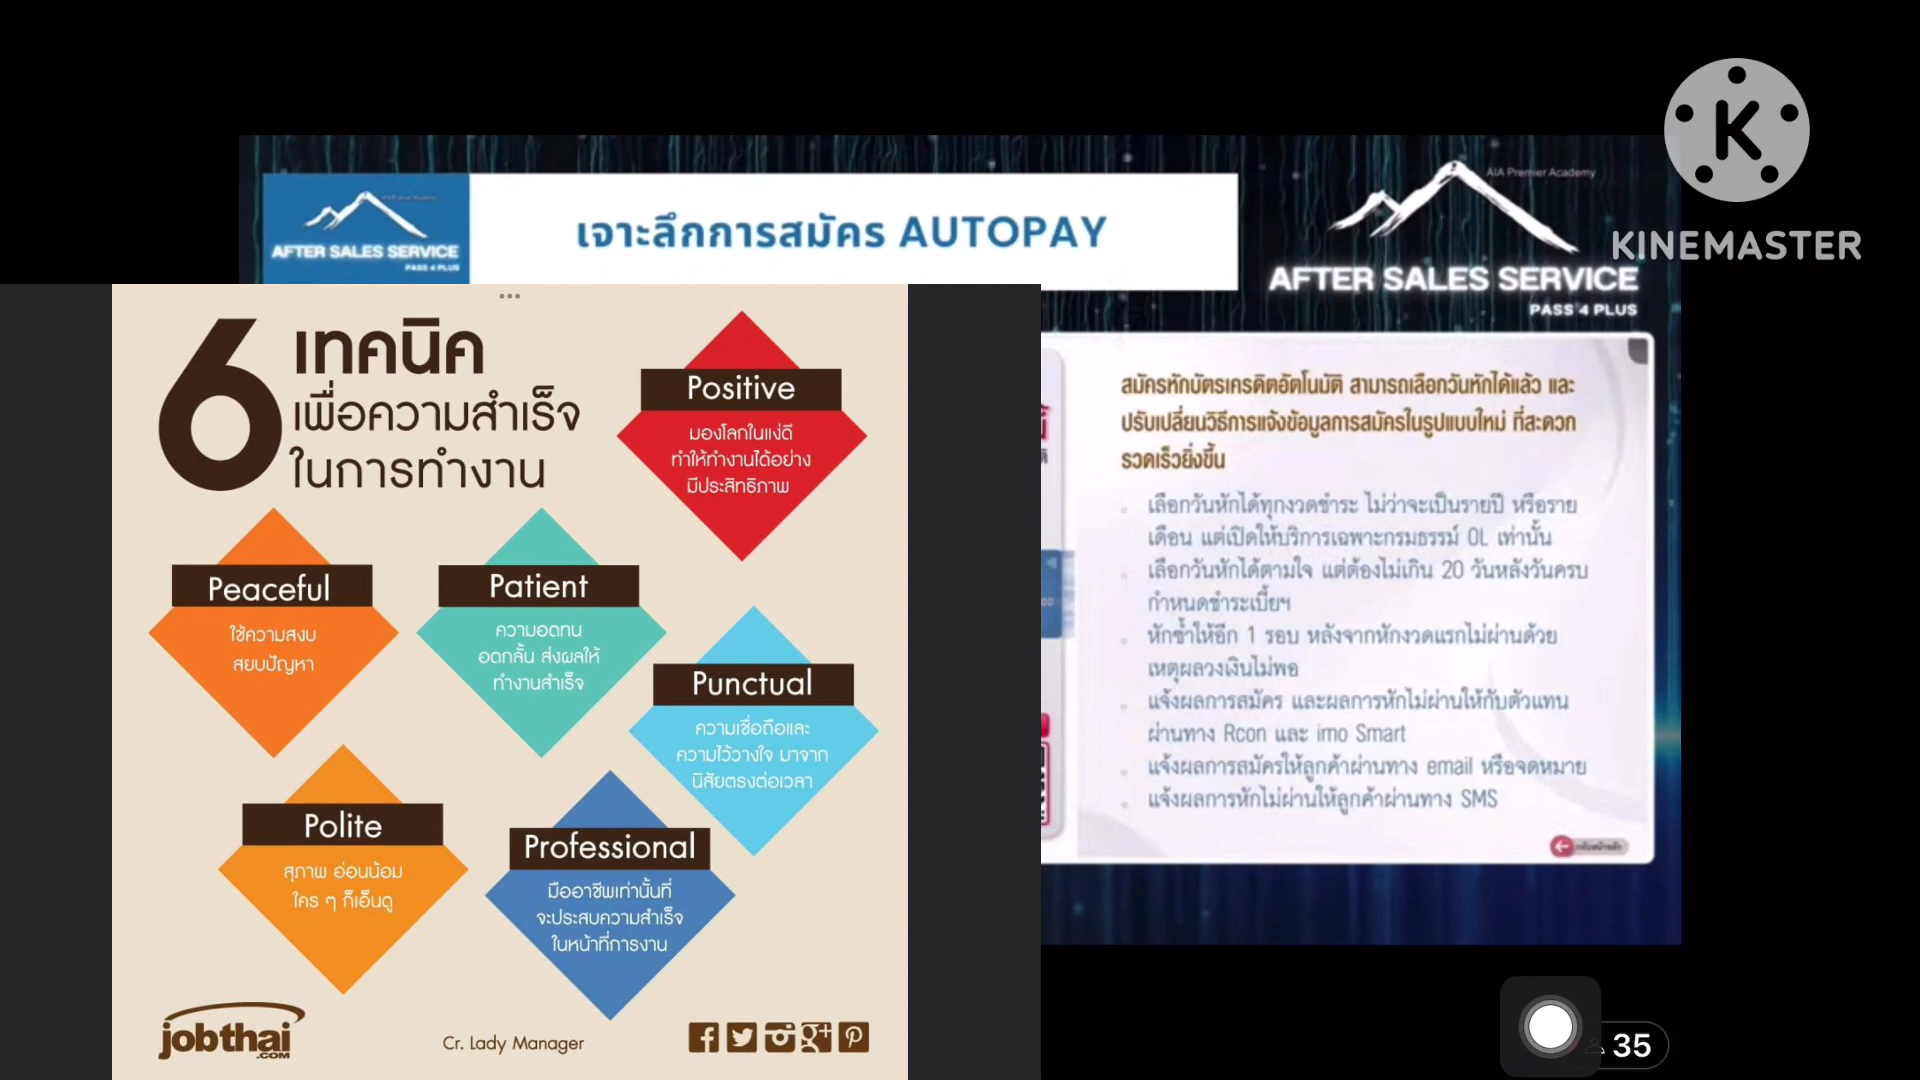 AIA Premier Academy
AFTER SALES SERVICE
PASS 4 PLUS
เจาะลึกการสมัคร AUTOPAY
AIA Premier Academy
AFTER SALES SERVICE
PASS 4 PLUS
KINEMASTER
6 เทคนิค
เพื่อความสำเร็จ
ในการทำงาน
Positive
มองโลกในแง่ดี
ทำให้ทำงานได้อย่าง
มีประสิทธิภาพ
Peaceful
ใช้ความสงบ
สยบปัญหา
Patient
ความอดทน
อดกลั้น ส่งผลให้
ทำงานสำเร็จ
Punctual
ความเชื่อถือและ
ความไว้วางใจ มาจาก
นิสัยตรงต่อเวลา
Polite
สุภาพ อ่อนน้อม
ใคร ๆ ก็เอ็นดู
Professional
มืออาชีพเท่านั้นที่
จะประสบความสำเร็จ
ในหน้าที่การงาน
jobthai
.COM
Cr. Lady Manager
สมัครหักบัตรเครดิตอัตโนมัติ สามารถเลือกวันหักได้แล้ว และ
ปรับเปลี่ยนวิธีการแจ้งข้อมูลการสมัครในรูปแบบใหม่ ที่สะดวก
รวดเร็วยิ่งขึ้น
เลือกวันหักได้ทุกงวดชำระ ไม่ว่าจะเป็นรายปี หรือราย
เดือน แต่เปิดให้บริการเฉพาะกรมธรรม์ OL เท่านั้น
เลือกวันหักได้ตามใจ แต่ต้องไม่เกิน 20 วันหลังวันครบ
กำหนดชำระเบี้ยฯ
หักซ้ำให้อีก 1 รอบ หลังจากหักงวดแรกไม่ผ่านด้วย
เหตุผลวงเงินไม่พอ
แจ้งผลการสมัคร และผลการหักไม่ผ่านให้กับตัวแทน
ผ่านทาง Rcon และ imo Smart
แจ้งผลการสมัครให้ลูกค้าผ่านทาง email หรือจดหมาย
แจ้งผลการหักไม่ผ่านให้ลูกค้าผ่านทาง SMS
กลับหน้าหลัก
35